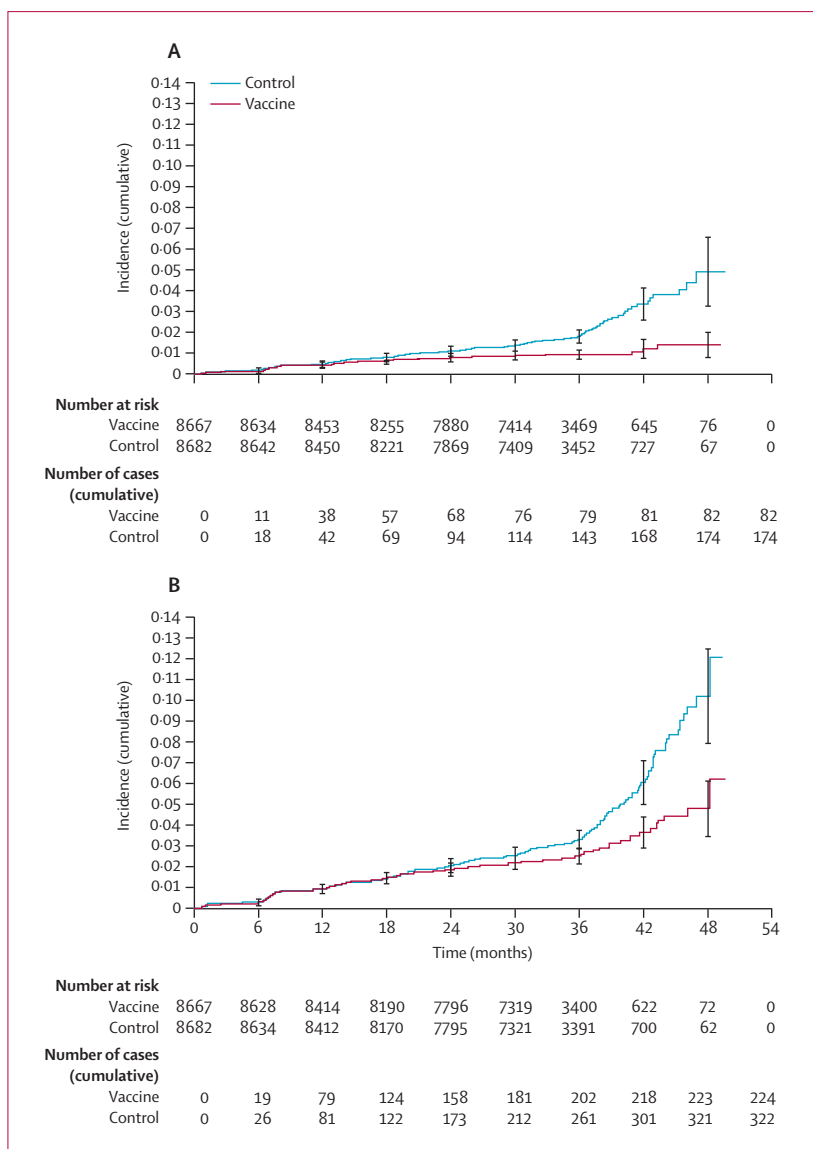 A
Control
Vaccine
0·14
0·13
0·12
0·11
0·10
0·09
0·08
0·07
0·06
0·05
0·04
0·03
0·02
0·01
0
Incidence (cumulative)
Number at risk
Vaccine 8667 8634 8453 8255 7880 7414 3469 645 76 0
Control 8682 8642 8450 8221 7869 7409 3452 727 67 0
Number of cases
(cumulative)
Vaccine 0 11 38 57 68 76 79 81 82 82
Control 0 18 42 69 94 114 143 168 174 174
B
0·14
0·13
0·12
0·11
0·10
0·09
0·08
0·07
0·06
0·05
0·04
0·03
0·02
0·01
0
Incidence (cumulative)
0 6 12 18 24 30 36 42 48 54
Time (months)
Number at risk
Vaccine 8667 8628 8414 8190 7796 7319 3400 622 72 0
Control 8682 8634 8412 8170 7795 7321 3391 700 62 0
Number of cases
(cumulative)
Vaccine 0 19 79 124 158 181 202 218 223 224
Control 0 26 81 122 173 212 261 301 321 322